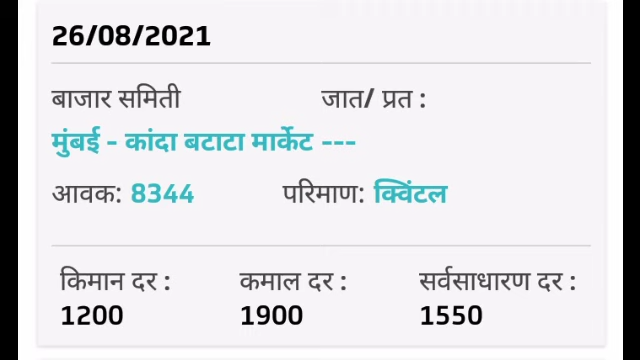 26/08/2021
बाजार समिती जात/ प्रत :
मुंबई - कांदा बटाटा मार्केट ---
आवक: 8344 परिमाण: क्विंटल
किमान दर : कमाल दर : सर्वसाधारण दर :
1200 1900 1550